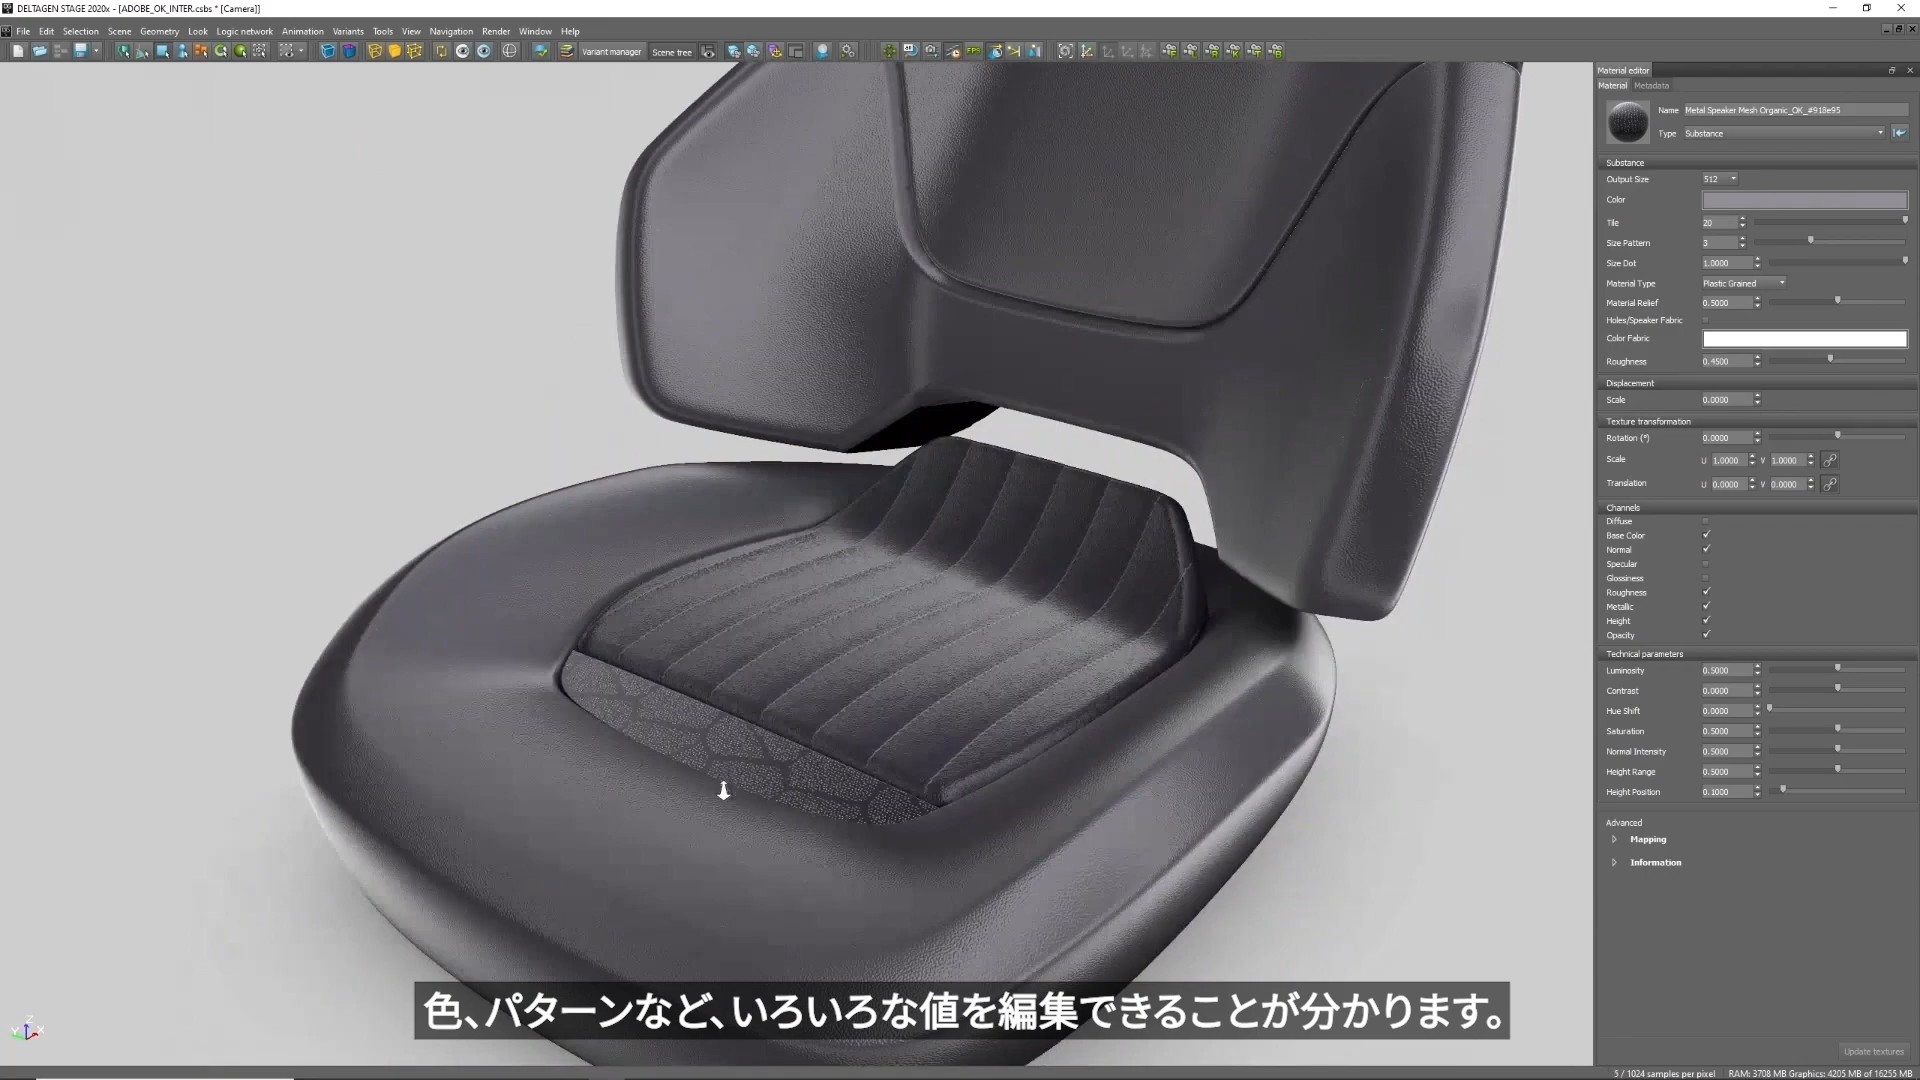 DELTAGEN STAGE 2020x - [ADOBE_OK_INTER.csbs * [Camera]]
File Edit Selection Scene Geometry Look Logic network Animation Variants Tools View Navigation Render Window Help
Variant manager Scene tree FPS
Material editor
Material Metadata
Name Metal Speaker Mesh Organic_OK_#918e95
Type Substance
Substance
Output Size 512
Color
Tile 20
Size Pattern 3
Size Dot 1.0000
Material Type Plastic Grained
Material Relief 0.5000
Holes/Speaker Fabric
Color Fabric
Roughness 0.4500
Displacement
Scale 0.0000
Texture transformation
Rotation (°) 0.0000
Scale U 1.0000 V 1.0000
Translation U 0.0000 V 0.0000
Channels
Diffuse
Base Color
Normal
Specular
Glossiness
Roughness
Metallic
Height
Opacity
Technical parameters
Luminosity 0.5000
Contrast 0.0000
Hue Shift 0.0000
Saturation 0.5000
Normal Intensity 0.5000
Height Range 0.5000
Height Position 0.1000
Advanced
Mapping
Information
色、パターンなど、いろいろな値を編集できることが分かります。
Z
Y X
Update textures
5 / 1024 samples per pixel RAM: 3708 MB Graphics: 4205 MB of 16255 MB